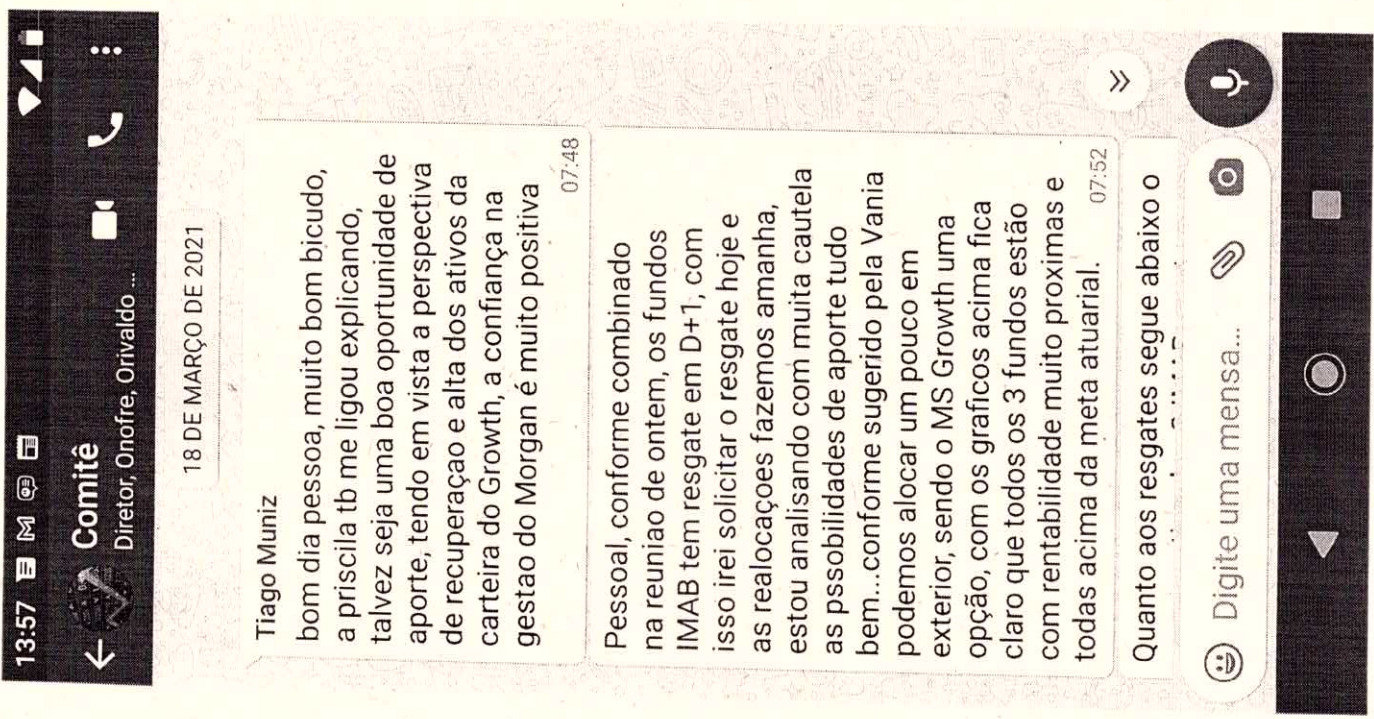 13:57
Comitê
Diretor, Onofre, Orivaldo ...
18 DE MARÇO DE 2021
Tiago Muniz
bom dia pessoa, muito bom bicudo,
a priscila tb me ligou explicando,
talvez seja uma boa oportunidade de
aporte, tendo em vista a perspectiva
de recuperaçao e alta dos ativos da
carteira do Growth, a confiança na
gestao do Morgan é muito positiva
07:48
Pessoal, conforme combinado
na reuniao de ontem, os fundos
IMAB tem resgate em D+1, com
isso irei solicitar o resgate hoje e
as realocaçoes fazemos amanha,
estou analisando com muita cautela
as pssobilidades de aporte tudo
bem...conforme sugerido pela Vania
podemos alocar um pouco em
exterior, sendo o MS Growth uma
opção, com os graficos acima fica
claro que todos os 3 fundos estão
com rentabilidade muito proximas e
todas acima da meta atuarial.
07:52
Quanto aos resgates segue abaixo o
Digite uma mensa...